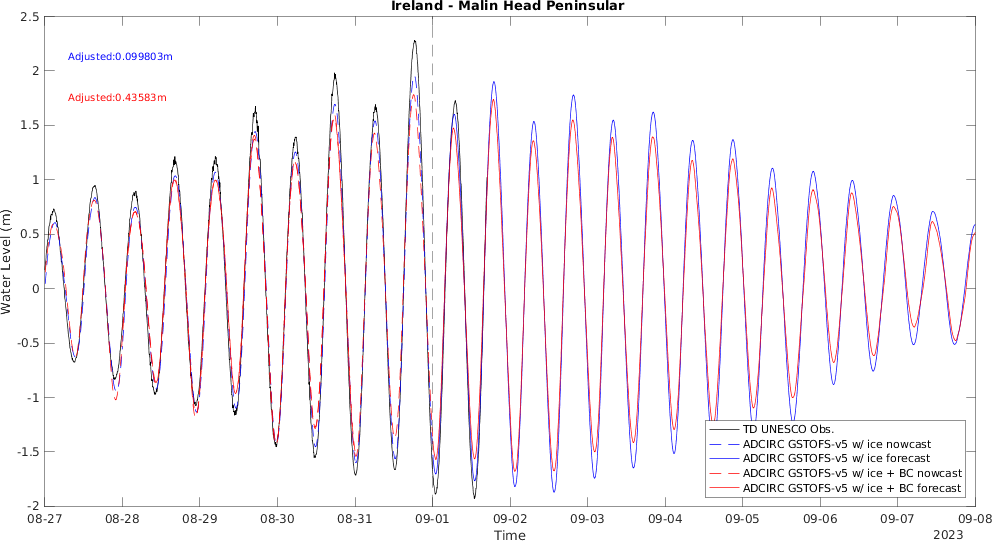 Ireland - Malin Head Peninsular
Adjusted:0.099803m
Adjusted:0.43583m
Water Level (m)
2.5
2
1.5
1
0.5
0
-0.5
-1
-1.5
-2
TD UNESCO Obs.
ADCIRC GSTOFS-v5 w/ ice nowcast
ADCIRC GSTOFS-v5 w/ ice forecast
ADCIRC GSTOFS-v5 w/ ice + BC nowcast
ADCIRC GSTOFS-v5 w/ ice + BC forecast
08-27 08-28 08-29 08-30 08-31 09-01 09-02 09-03 09-04 09-05 09-06 09-07 09-08
Time
2023